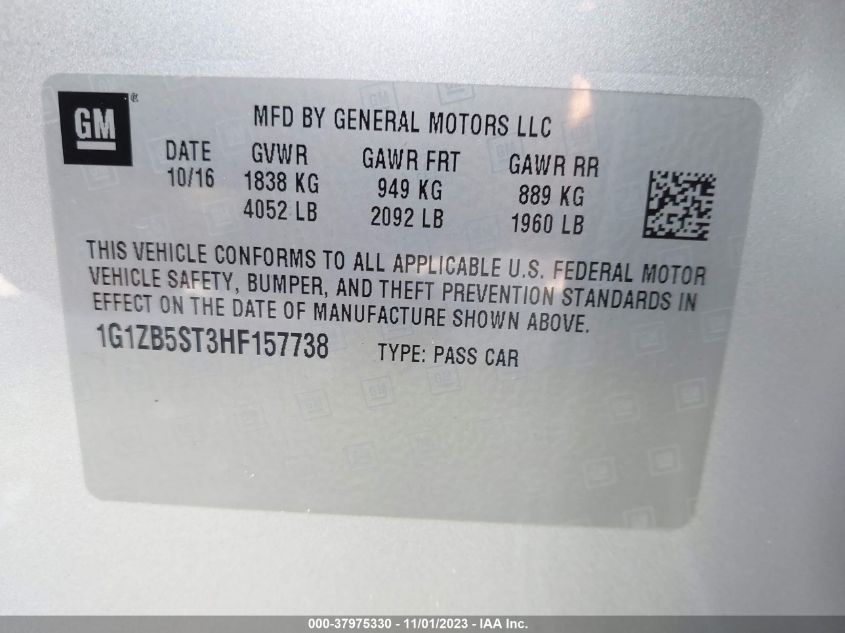 GM®
MFD BY GENERAL MOTORS LLC
DATE GVWR GAWR FRT GAWR RR
10/16 1838 KG 949 KG 889 KG
4052 LB 2092 LB 1960 LB
THIS VEHICLE CONFORMS TO ALL APPLICABLE U.S. FEDERAL MOTOR
VEHICLE SAFETY, BUMPER, AND THEFT PREVENTION STANDARDS IN
EFFECT ON THE DATE OF MANUFACTURE SHOWN ABOVE.
1G1ZB5ST3HF157738 TYPE: PASS CAR
000-37975330 - 11/01/2023 - IAA Inc.